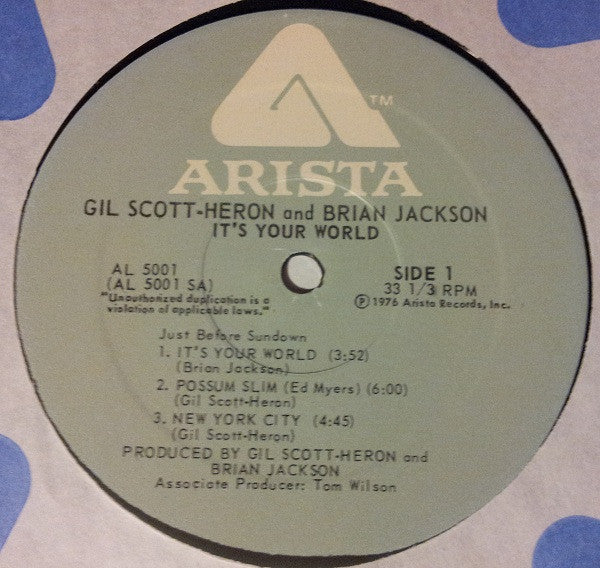 TM
ARISTA
GIL SCOTT-HERON and BRIAN JACKSON
IT'S YOUR WORLD
AL 5001
(AL 5001 SA)
"Unauthorized duplication is a
violation of applicable laws."
SIDE 1
33 1/3 RPM
Ⓟ1976 Arista Records, Inc.
Just Before Sundown
1. IT'S YOUR WORLD (3:52)
(Brian Jackson)
2. POSSUM SLIM (Ed Myers) (6:00)
(Gil Scott-Heron)
3. NEW YORK CITY (4:45)
(Gil Scott-Heron)
PRODUCED BY GIL SCOTT-HERON and
BRIAN JACKSON
Associate Producer: Tom Wilson